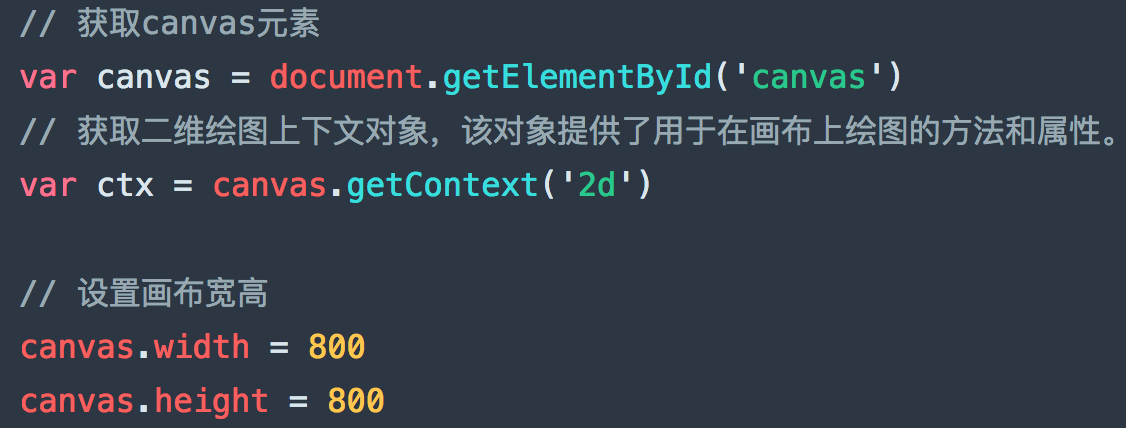 // 获取canvas元素
var canvas = document.getElementById('canvas')
// 获取二维绘图上下文对象，该对象提供了用于在画布上绘图的方法和属性。
var ctx = canvas.getContext('2d')
// 设置画布宽高
canvas.width = 800
canvas.height = 800